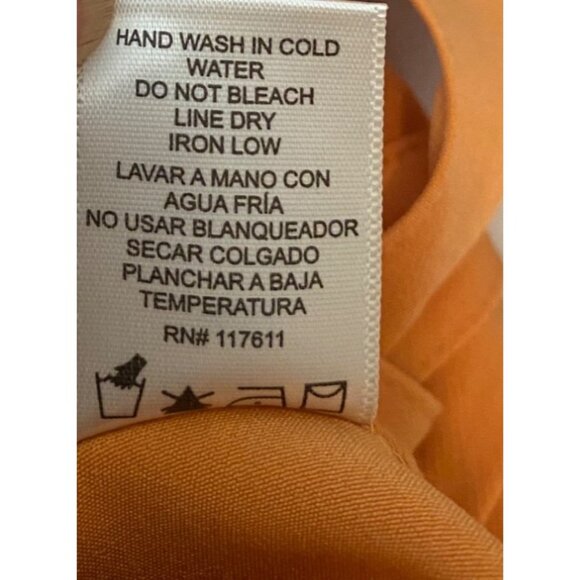 HAND WASH IN COLD
WATER
DO NOT BLEACH
LINE DRY
IRON LOW
LAVAR A MANO CON
AGUA FRÍA
NO USAR BLANQUEADOR
SECAR COLGADO
PLANCHAR A BAJA
TEMPERATURA
RN# 117611